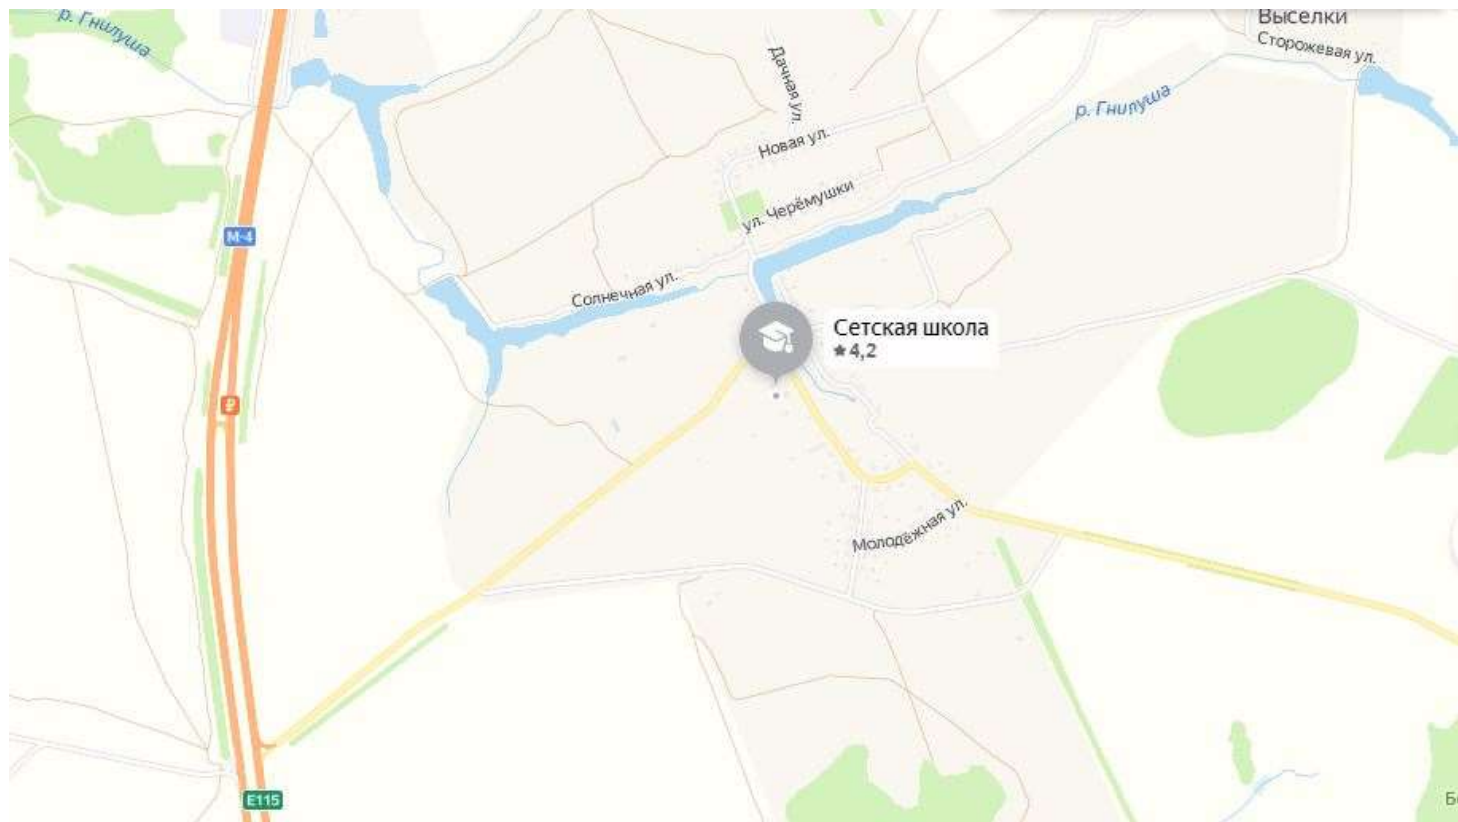 р. Гнилуша
Выселки
Сторожевая ул.
Дачная ул.
р. Гнилуша
Новая ул.
ул. Черёмушки
М-4
Солнечная ул.
Сетская школа
4,2
₽
Молодёжная ул.
E115